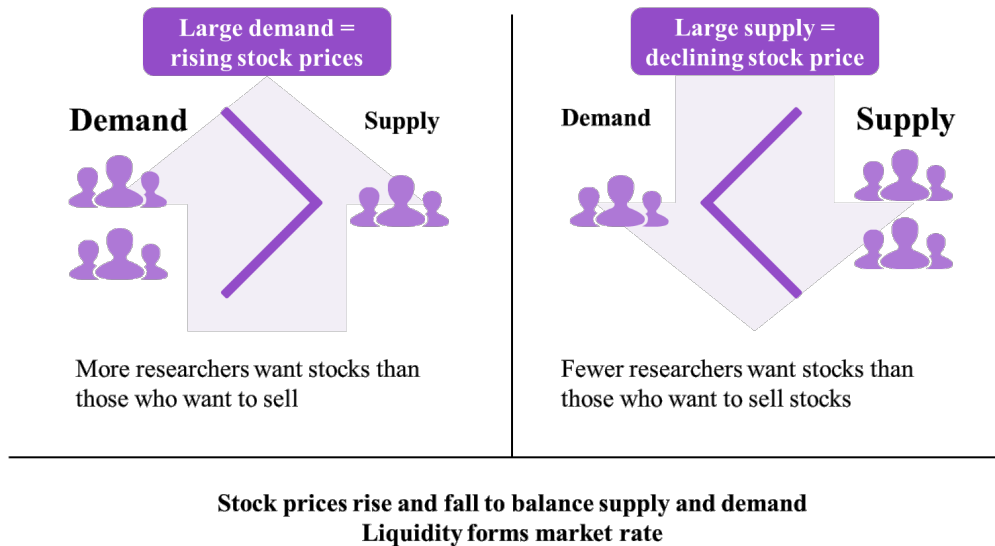 Large demand =
rising stock prices
Demand
Supply
More researchers want stocks than
those who want to sell
Large supply =
declining stock price
Demand
Supply
Fewer researchers want stocks than
those who want to sell stocks
Stock prices rise and fall to balance supply and demand
Liquidity forms market rate